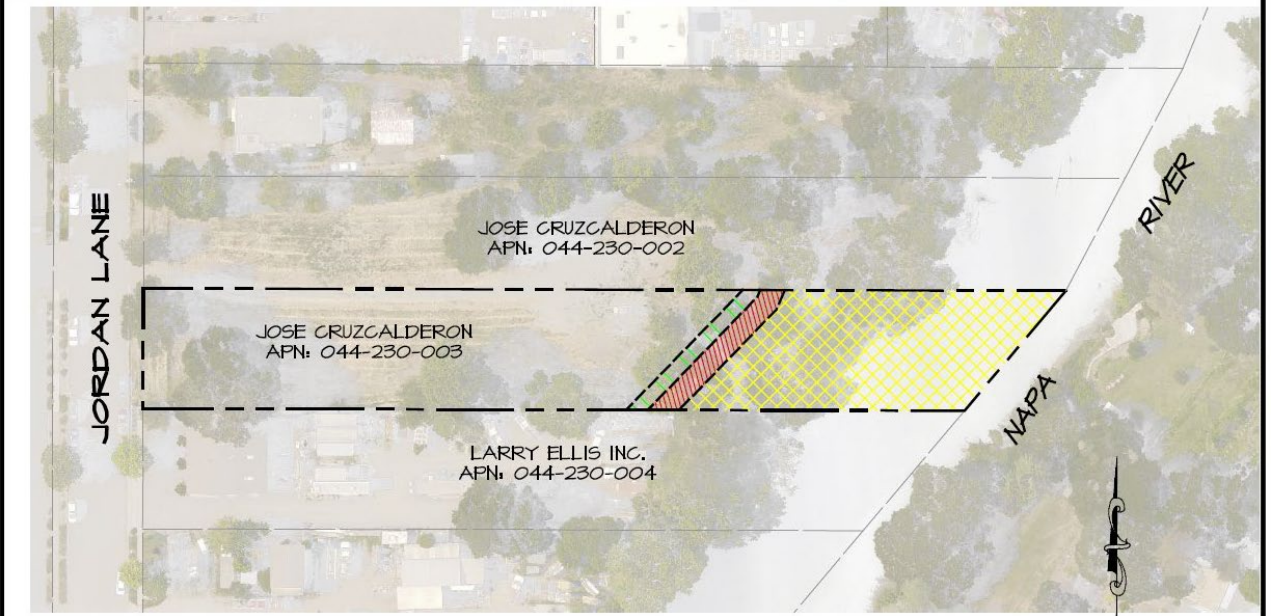 JORDAN LANE
JOSE CRUZCALDERON
APN: 044-230-002
JOSE CRUZCALDERON
APN: 044-230-003
LARRY ELLIS INC.
APN: 044-230-004
NAPA RIVER